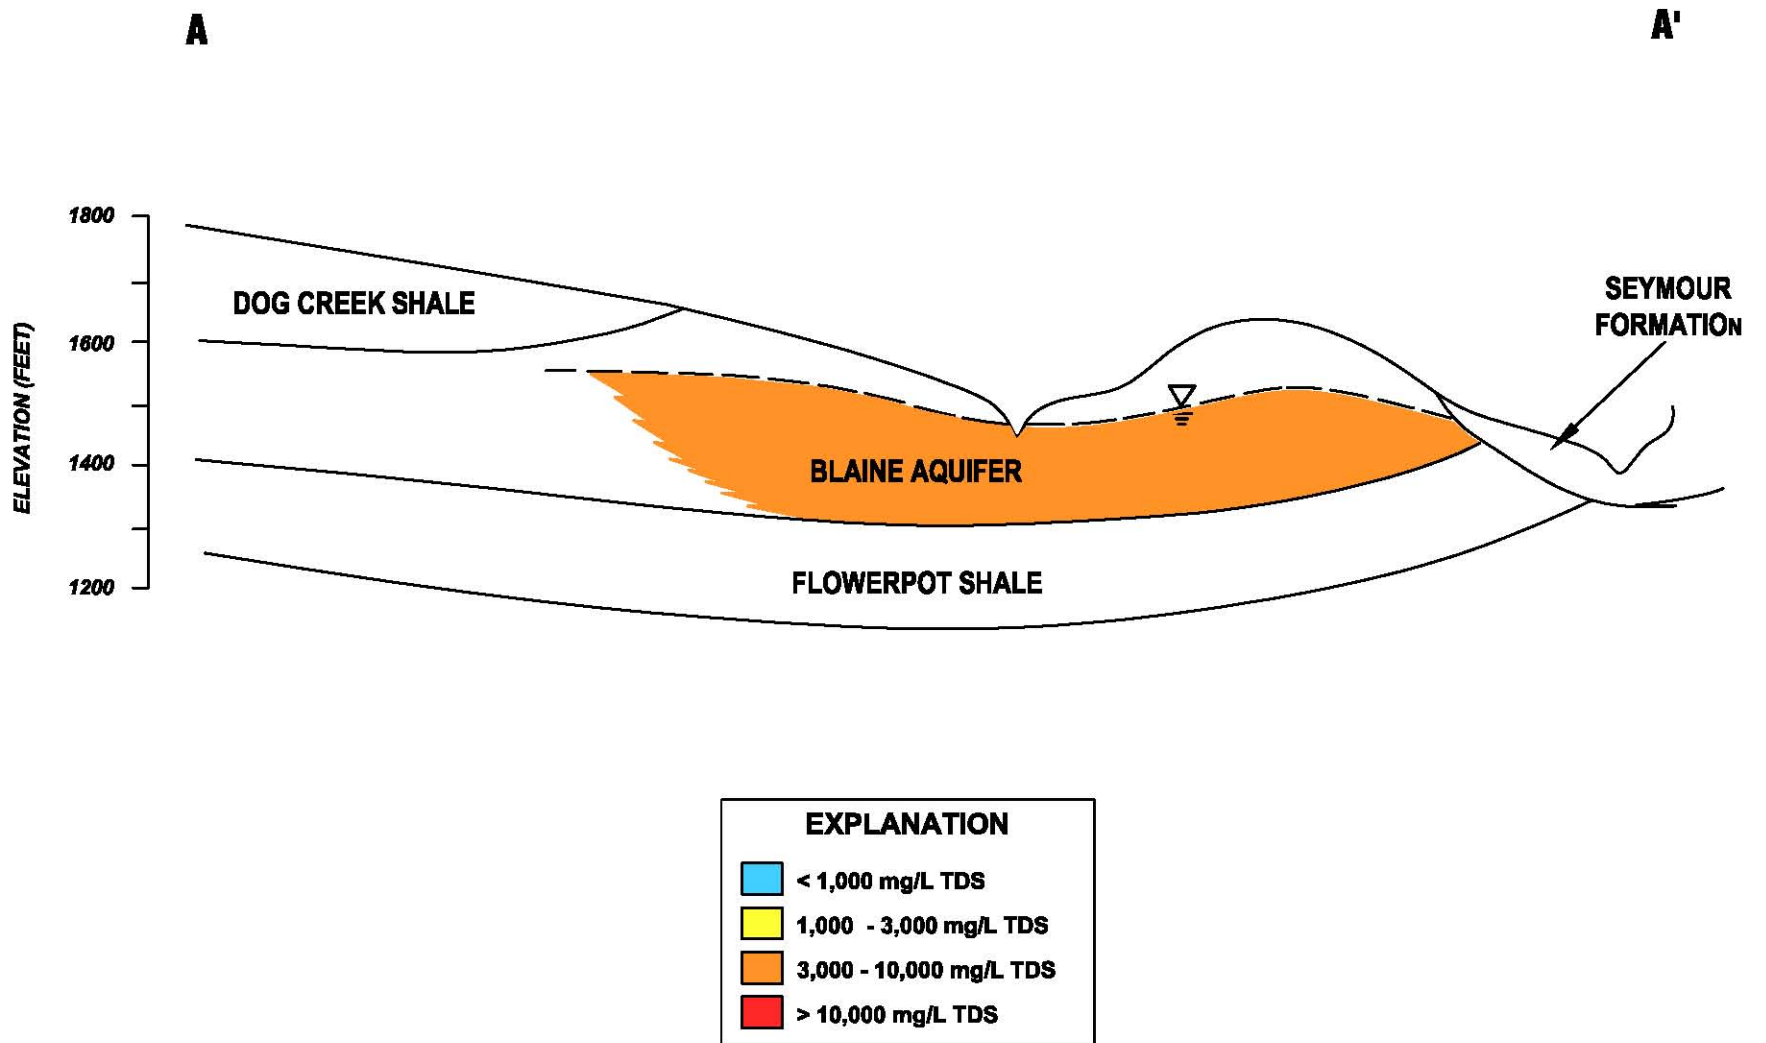 A
A'
1800
DOG CREEK SHALE
SEYMOUR
FORMATION
1600
ELEVATION (FEET)
1400
BLAINE AQUIFER
1200
FLOWERPOT SHALE
EXPLANATION
< 1,000 mg/L TDS
1,000 - 3,000 mg/L TDS
3,000 - 10,000 mg/L TDS
> 10,000 mg/L TDS